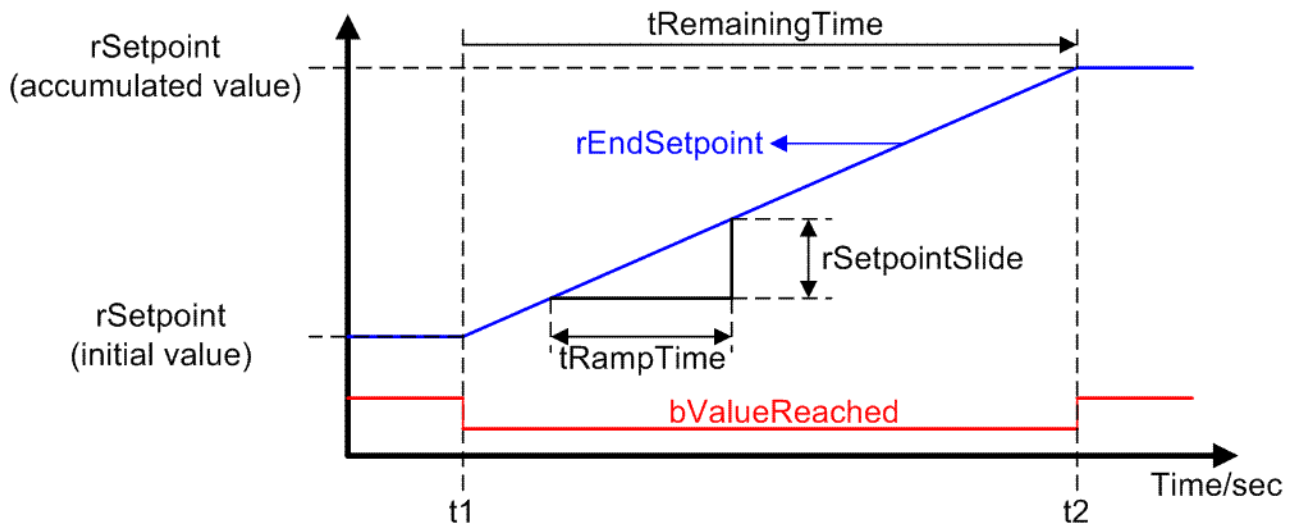 tRemainingTime
rSetpoint
(accumulated value)
rEndSetpoint
rSetpointSlide
rSetpoint
(initial value)
tRampTime
bValueReached
Time/sec
t1
t2